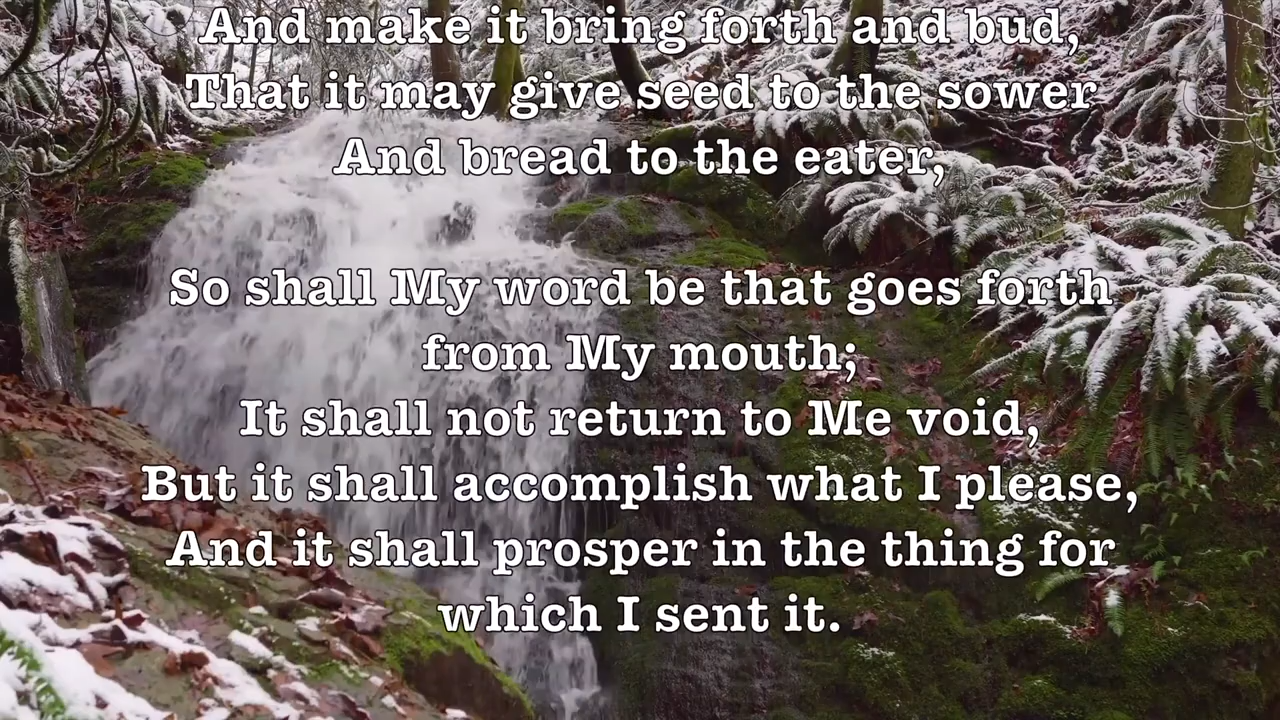 And make it bring forth and bud,
That it may give seed to the sower
And bread to the eater,
So shall My word be that goes forth
from My mouth;
It shall not return to Me void,
But it shall accomplish what I please,
And it shall prosper in the thing for
which I sent it.